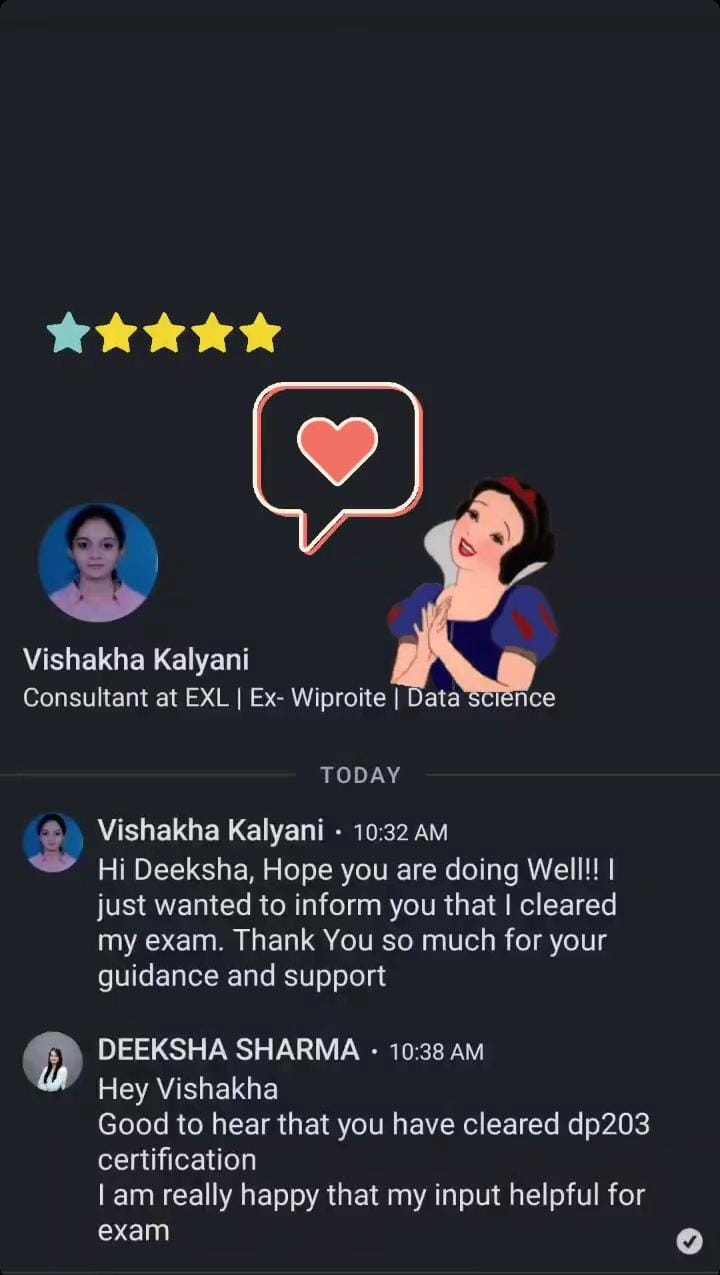 Vishakha Kalyani
Consultant at EXL | Ex- Wiproite | Data science
TODAY
Vishakha Kalyani • 10:32 AM
Hi Deeksha, Hope you are doing Well!! I
just wanted to inform you that I cleared
my exam. Thank You so much for your
guidance and support
DEEKSHA SHARMA • 10:38 AM
Hey Vishakha
Good to hear that you have cleared dp203
certification
I am really happy that my input helpful for
exam